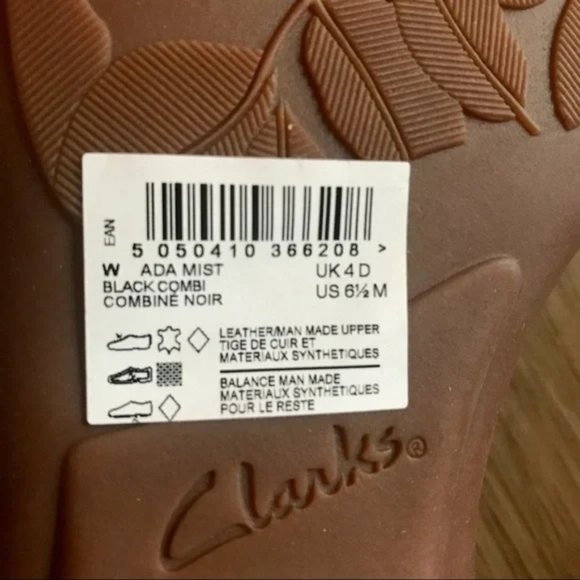 EAN
5 050410 366208 >
W ADA MIST UK 4 D
BLACK COMBI US 6½ M
COMBINÉ NOIR
LEATHER/MAN MADE UPPER
TIGE DE CUIR ET
MATERIAUX SYNTHETIQUES
BALANCE MAN MADE
MATERIAUX SYNTHETIQUES
POUR LE RESTE
Clarks®